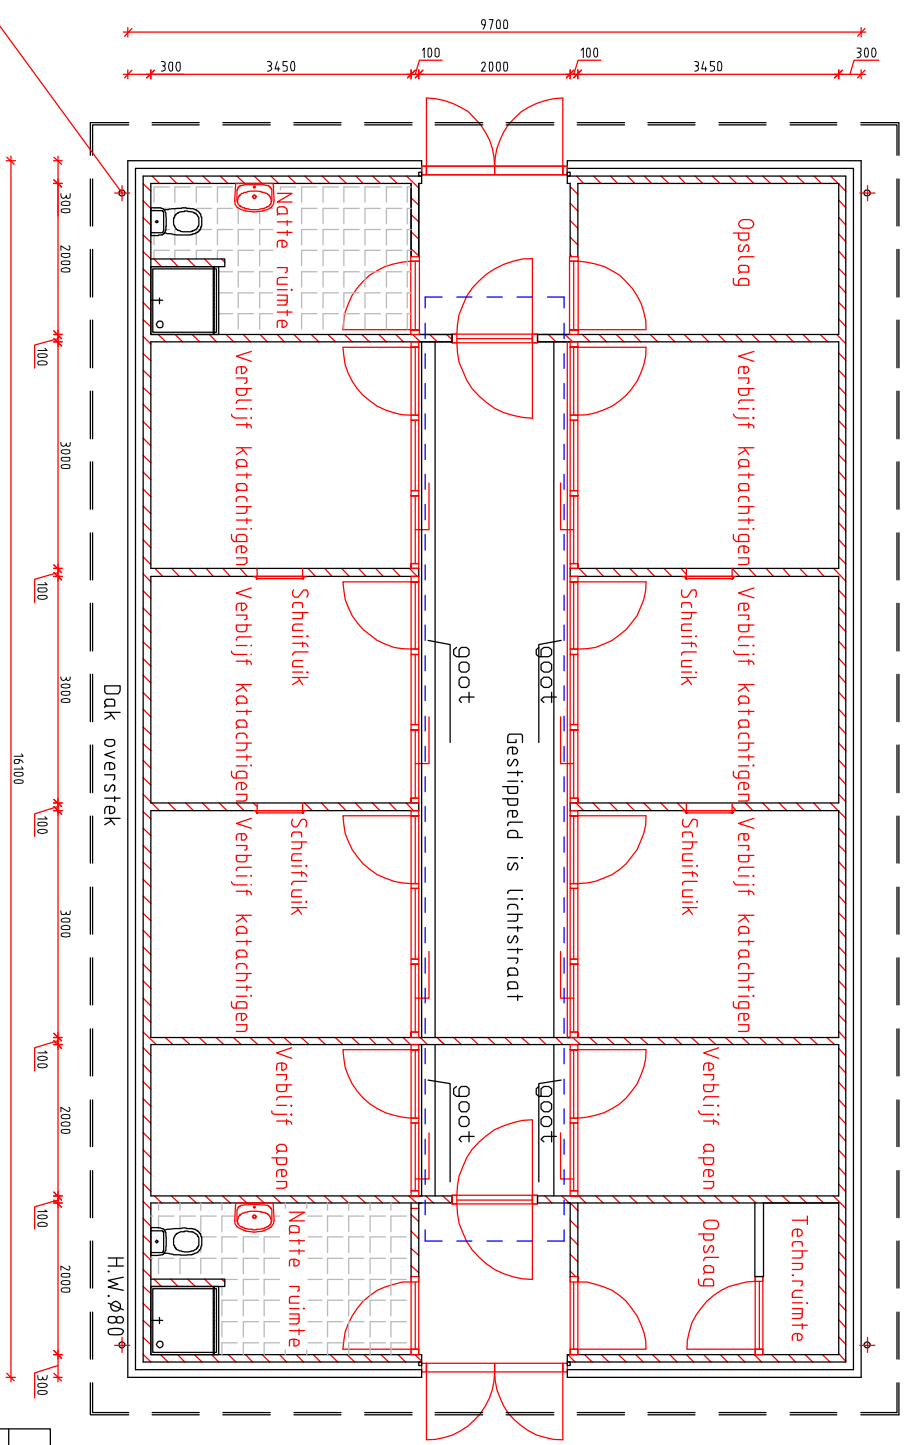 9700
300
3450
100
2000
100
3450
300
300
2000
100
3000
100
3000
100
3000
100
2000
100
2000
300
16100
Natte ruimte
Opslag
Verblijf katachtigen
Verblijf katachtigen
Schuifluik
Verblijf katachtigen
Schuifluik
Verblijf katachtigen
goot
goot
Gestippeld is lichtstraat
Dak overstek
Schuifluik
Verblijf katachtigen
Schuifluik
Verblijf katachtigen
Verblijf apen
goot
goot
Verblijf apen
Natte ruimte
Opslag
Techn.ruimte
H.W.Ø80